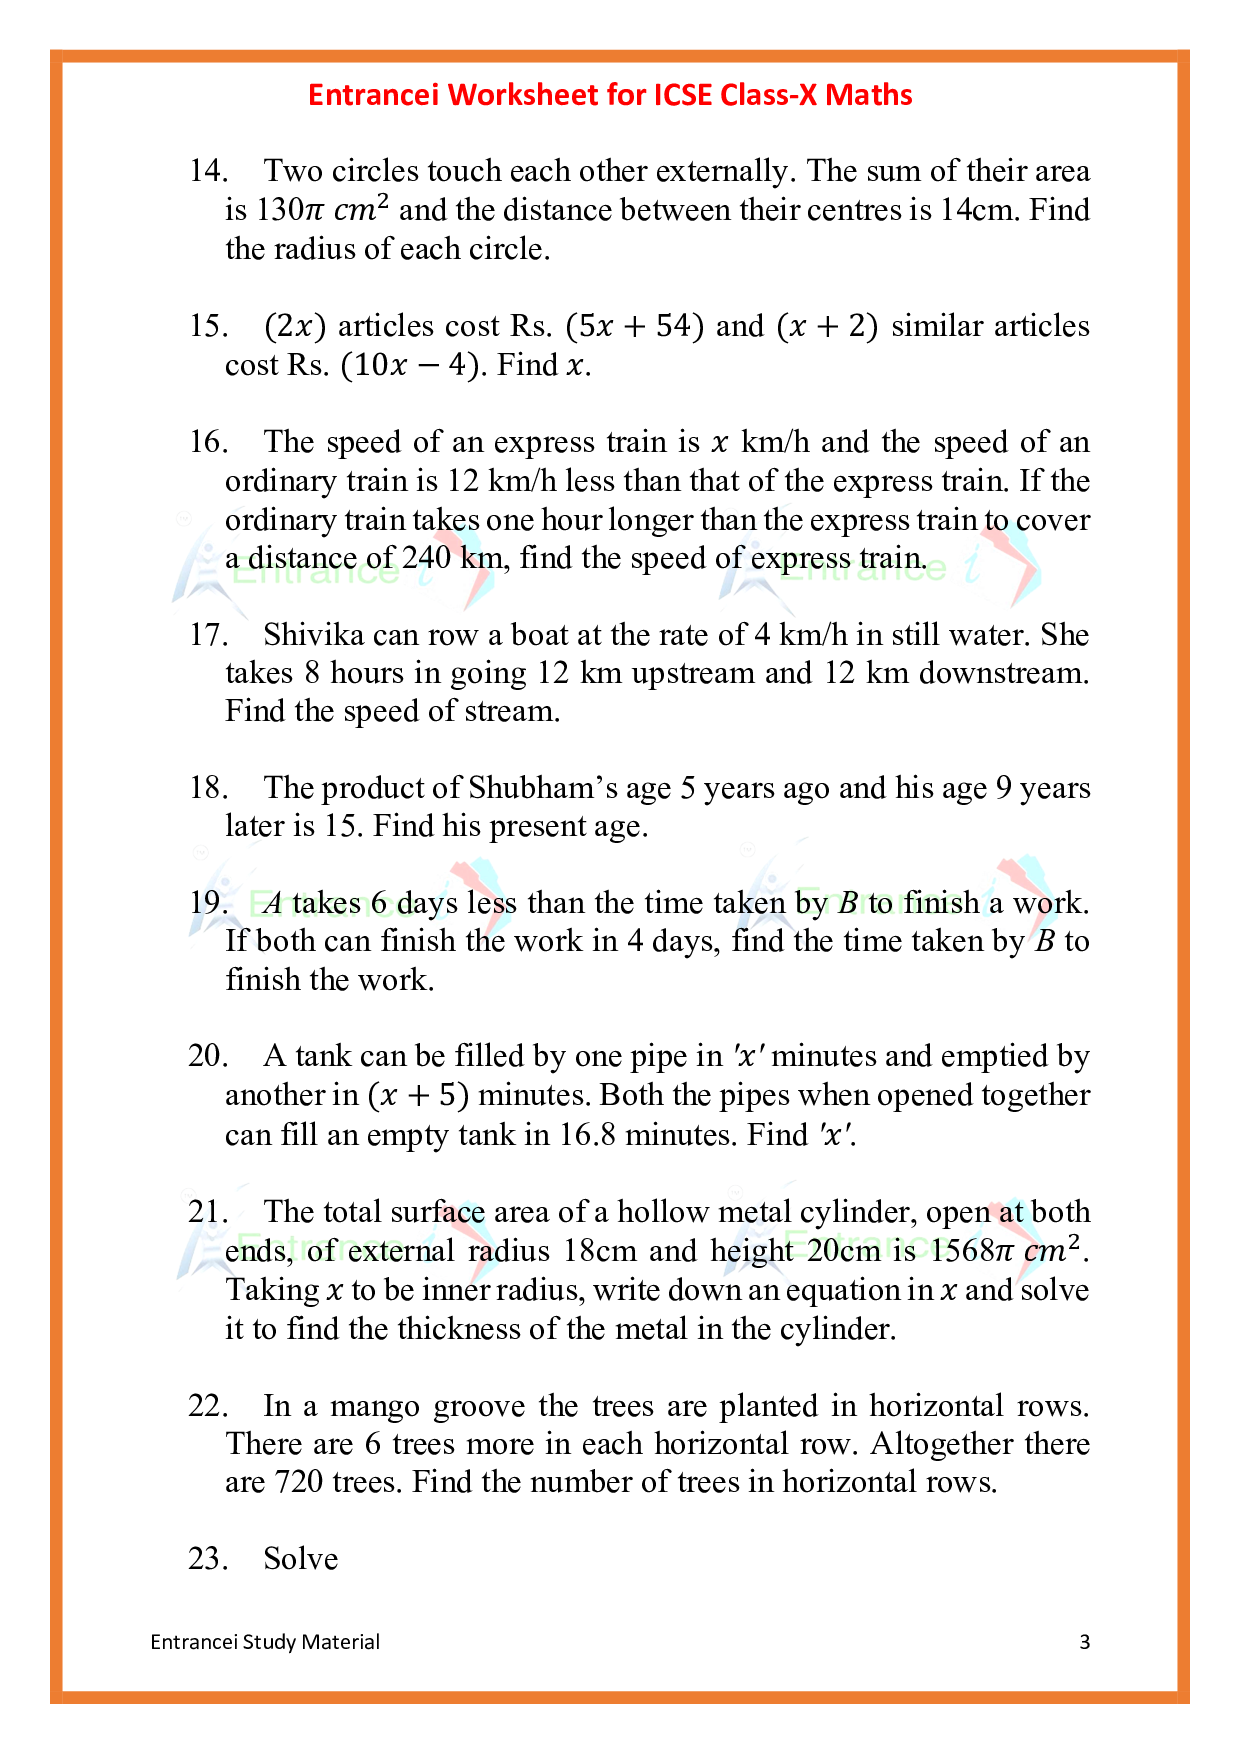 Entrancei Worksheet for ICSE Class-X Maths
14. Two circles touch each other externally. The sum of their area
is 130π cm² and the distance between their centres is 14cm. Find
the radius of each circle.
15. (2x) articles cost Rs. (5x + 54) and (x + 2) similar articles
cost Rs. (10x − 4). Find x.
16. The speed of an express train is x km/h and the speed of an
ordinary train is 12 km/h less than that of the express train. If the
ordinary train takes one hour longer than the express train to cover
a distance of 240 km, find the speed of express train.
Entrance i
Entrance i
17. Shivika can row a boat at the rate of 4 km/h in still water. She
takes 8 hours in going 12 km upstream and 12 km downstream.
Find the speed of stream.
18. The product of Shubham’s age 5 years ago and his age 9 years
later is 15. Find his present age.
Entrance i
Entrance i
19. A takes 6 days less than the time taken by B to finish a work.
If both can finish the work in 4 days, find the time taken by B to
finish the work.
20. A tank can be filled by one pipe in 'x' minutes and emptied by
another in (x + 5) minutes. Both the pipes when opened together
can fill an empty tank in 16.8 minutes. Find 'x'.
21. The total surface area of a hollow metal cylinder, open at both
ends, of external radius 18cm and height 20cm is 1568π cm².
Entrance i
Entrance i
Taking x to be inner radius, write down an equation in x and solve
it to find the thickness of the metal in the cylinder.
22. In a mango groove the trees are planted in horizontal rows.
There are 6 trees more in each horizontal row. Altogether there
are 720 trees. Find the number of trees in horizontal rows.
23. Solve
Entrancei Study Material 3